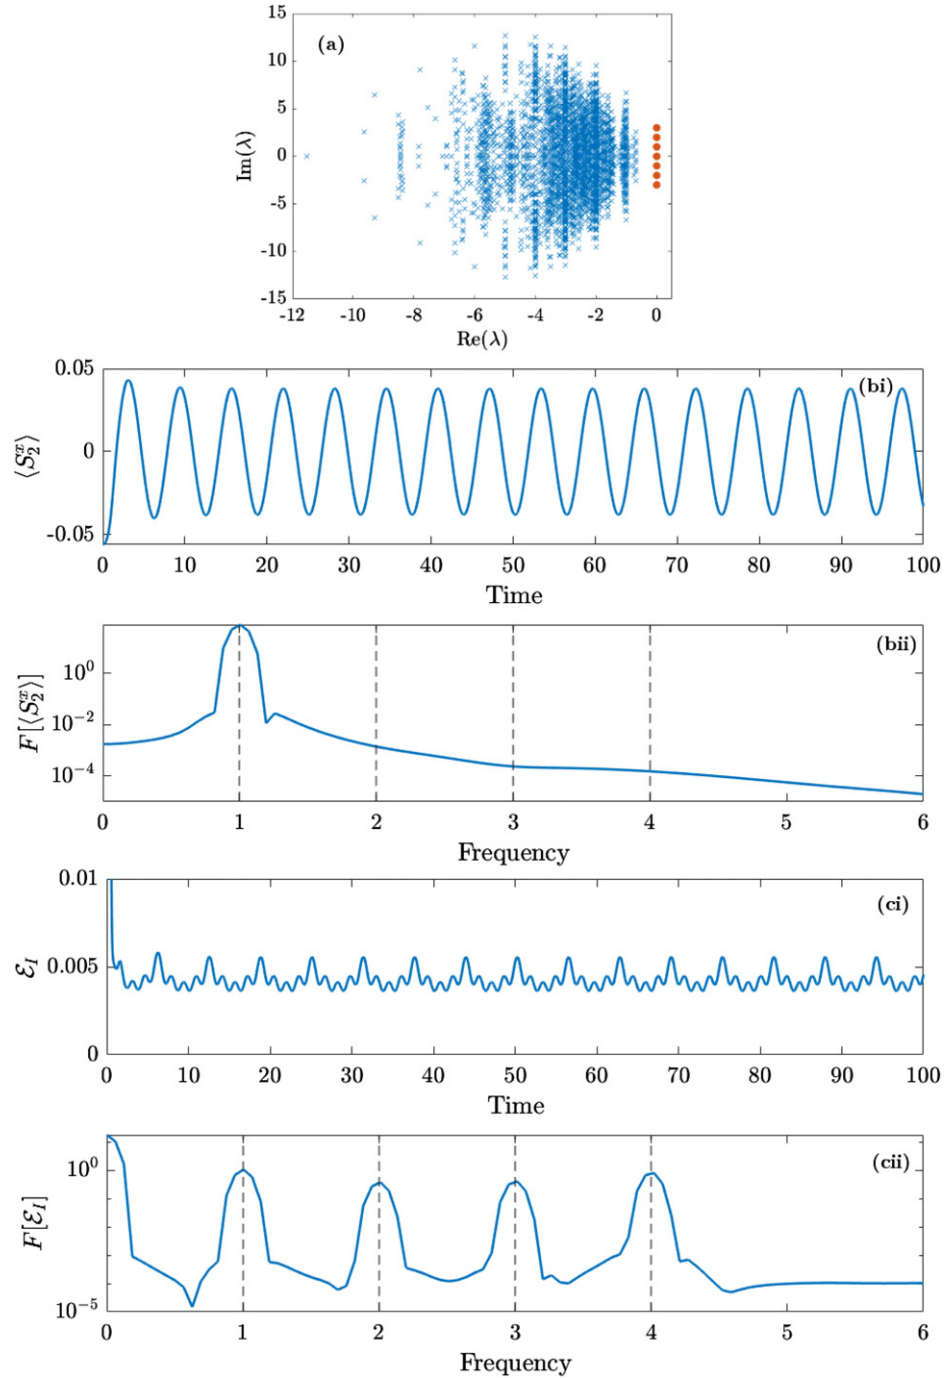 15
(a)
10
5
Im(λ)
0
-5
-10
-15
-12 -10 -8 -6 -4 -2 0
Re(λ)
0.05
(bi)
⟨S₂ˣ⟩
0
-0.05
0 10 20 30 40 50 60 70 80 90 100
Time
(bii)
F[⟨S₂ˣ⟩]
10⁰
10⁻²
10⁻⁴
0 1 2 3 4 5 6
Frequency
0.01
(ci)
ℰ_I
0.005
0
0 10 20 30 40 50 60 70 80 90 100
Time
(cii)
10⁰
F[ℰ_I]
10⁻⁵
0 1 2 3 4 5 6
Frequency